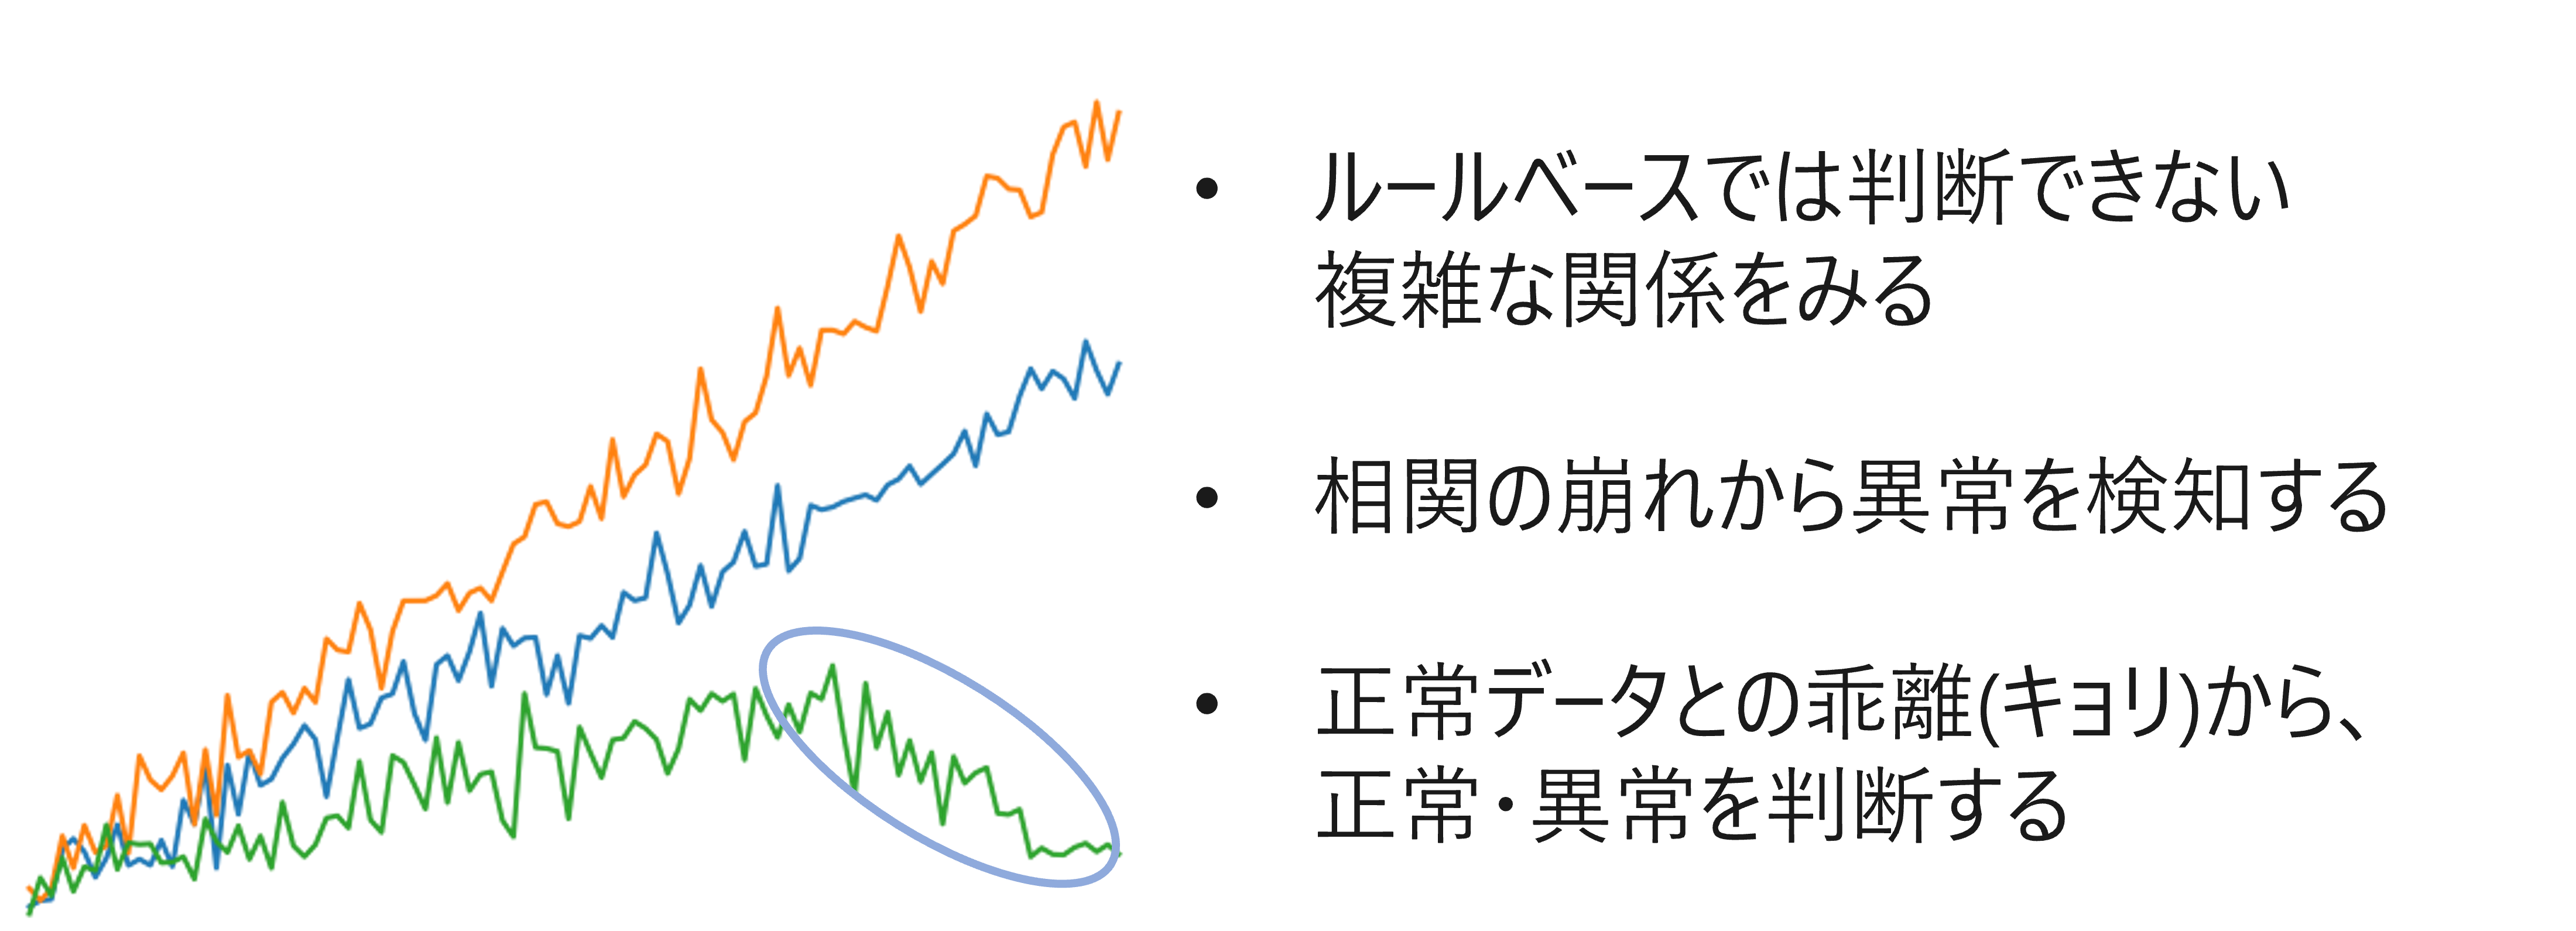 • ルールベースでは判断できない
複雑な関係をみる
• 相関の崩れから異常を検知する
• 正常データとの乖離(キョリ)から、
正常・異常を判断する